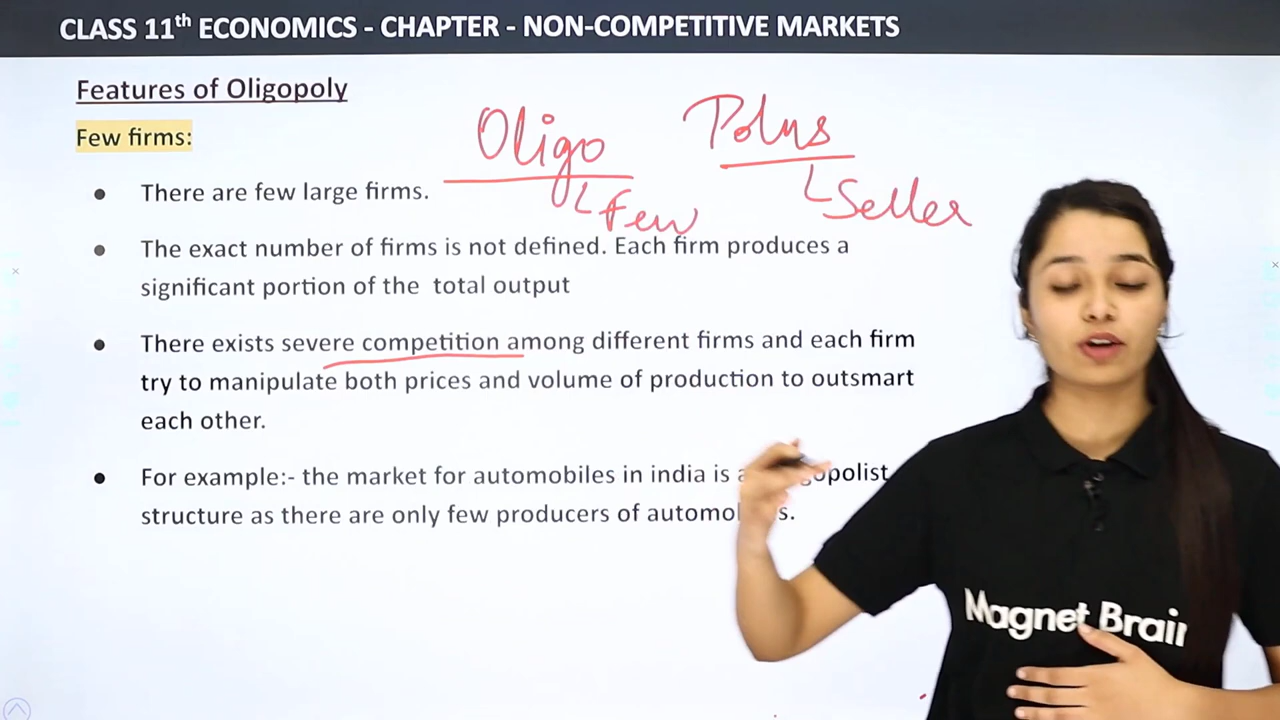 CLASS 11th ECONOMICS - CHAPTER - NON-COMPETITIVE MARKETS
Features of Oligopoly
Few firms:
Oligo Polus
Few Seller
There are few large firms.
The exact number of firms is not defined. Each firm produces a
significant portion of the total output
There exists severe competition among different firms and each firm
try to manipulate both prices and volume of production to outsmart
each other.
For example:- the market for automobiles in india is
structure as there are only few producers of
Magnet Brain